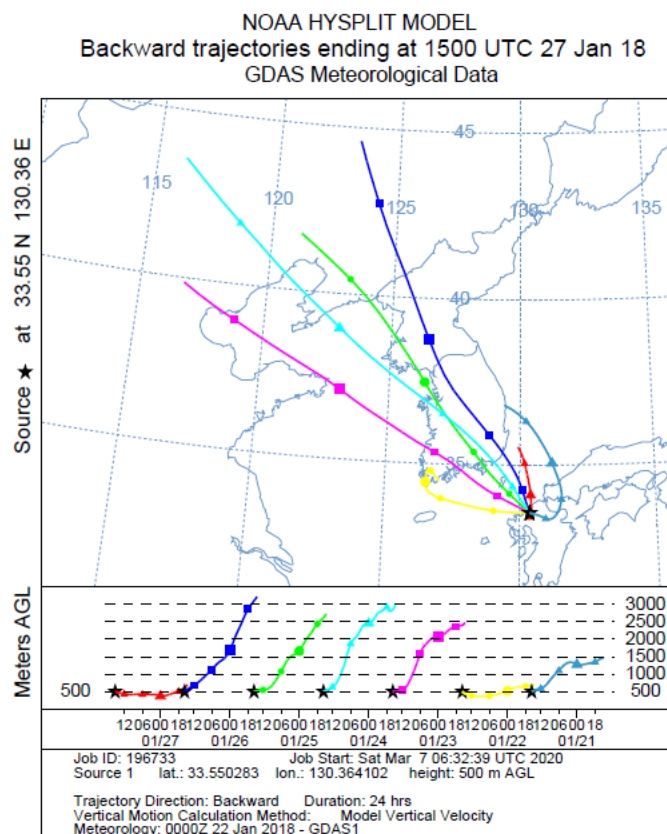 NOAA HYSPLIT MODEL
Backward trajectories ending at 1500 UTC 27 Jan 18
GDAS Meteorological Data
Source ★ at 33.55 N 130.36 E
45
115
120
125
130
135
40
35
Meters AGL
500
3000
2500
2000
1500
1000
500
12 06 00 18 12 06 00 18 12 06 00 18 12 06 00 18 12 06 00 18 12 06 00 18 12 06 00 18
01/27 01/26 01/25 01/24 01/23 01/22 01/21
Job ID: 196733 Job Start: Sat Mar 7 06:32:39 UTC 2020
Source 1 lat.: 33.550283 lon.: 130.364102 height: 500 m AGL
Trajectory Direction: Backward Duration: 24 hrs
Vertical Motion Calculation Method: Model Vertical Velocity
Meteorology: 0000Z 22 Jan 2018 - GDAS1